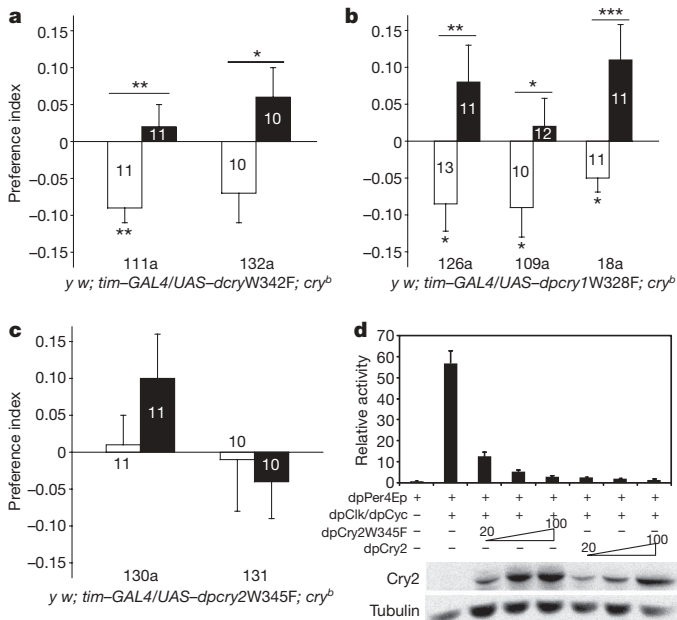 a
Preference index
0.15
0.10
0.05
0
−0.05
−0.10
−0.15
**
*
11
10
11
10
**
111a
132a
y w; tim–GAL4/UAS–dcryW342F; cryᵇ
b
Preference index
0.15
0.10
0.05
0
−0.05
−0.10
−0.15
**
*
***
11
12
11
13
10
11
*
*
*
126a
109a
18a
y w; tim–GAL4/UAS–dpcry1W328F; cryᵇ
c
Preference index
0.15
0.10
0.05
0
−0.05
−0.10
−0.15
11
10
11
10
130a
131
y w; tim–GAL4/UAS–dpcry2W345F; cryᵇ
d
Relative activity
70
60
50
40
30
20
10
0
dpPer4Ep + + + + + + + +
dpClk/dpCyc − + + + + + + +
dpCry2W345F − − 20 100 − − −
dpCry2 − − − − − 20 100
Cry2
Tubulin